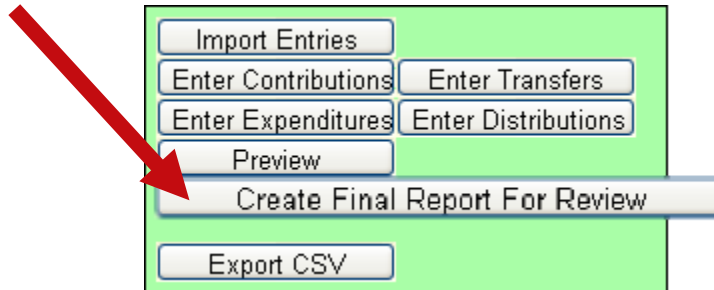 Import Entries
Enter Contributions Enter Transfers
Enter Expenditures Enter Distributions
Preview
Create Final Report For Review
Export CSV